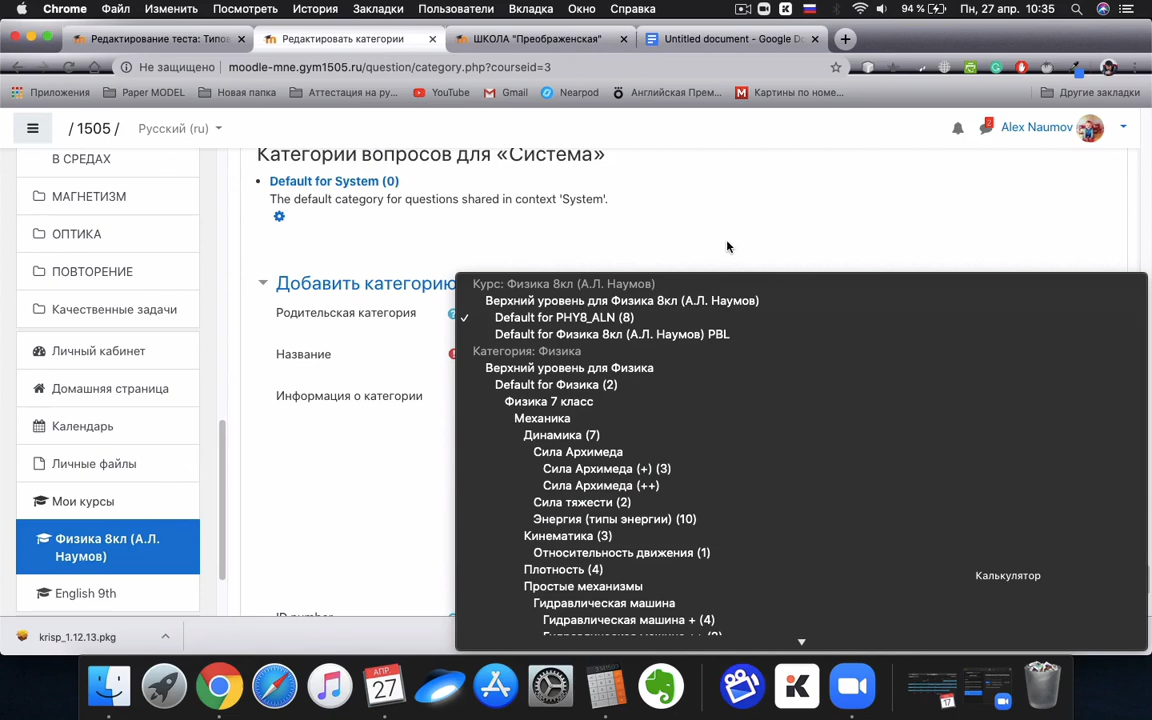 Chrome Файл Изменить Посмотреть История Закладки Пользователи Вкладка Окно Справка 94 % Пн, 27 апр. 10:35
Редактирование теста: Типов Редактировать категории ШКОЛА "Преображенская" Untitled document - Google Do
Не защищено moodle-mne.gym1505.ru/question/category.php?courseid=3
Приложения Paper MODEL Новая папка Аттестация на ру... YouTube Gmail Nearpod Английская Прем... Картины по номе... Другие закладки
/ 1505 / Русский (ru) 2 Alex Naumov
В СРЕДАХ
МАГНЕТИЗМ
ОПТИКА
ПОВТОРЕНИЕ
Качественные задачи
Личный кабинет
Домашняя страница
Календарь
Личные файлы
Мои курсы
Физика 8кл (А.Л.
Наумов)
English 9th
Категории вопросов для «Система»
Default for System (0)
The default category for questions shared in context 'System'.
Добавить категорию
Родительская категория
Название
Информация о категории
ID number
Курс: Физика 8кл (А.Л. Наумов)
Верхний уровень для Физика 8кл (А.Л. Наумов)
✓ Default for PHY8_ALN (8)
Default for Физика 8кл (А.Л. Наумов) PBL
Категория: Физика
Верхний уровень для Физика
Default for Физика (2)
Физика 7 класс
Механика
Динамика (7)
Сила Архимеда
Сила Архимеда (+) (3)
Сила Архимеда (++)
Сила тяжести (2)
Энергия (типы энергии) (10)
Кинематика (3)
Относительность движения (1)
Плотность (4)
Простые механизмы
Гидравлическая машина
Гидравлическая машина + (4)
Калькулятор
krisp_1.12.13.pkg
АПР.
27
17